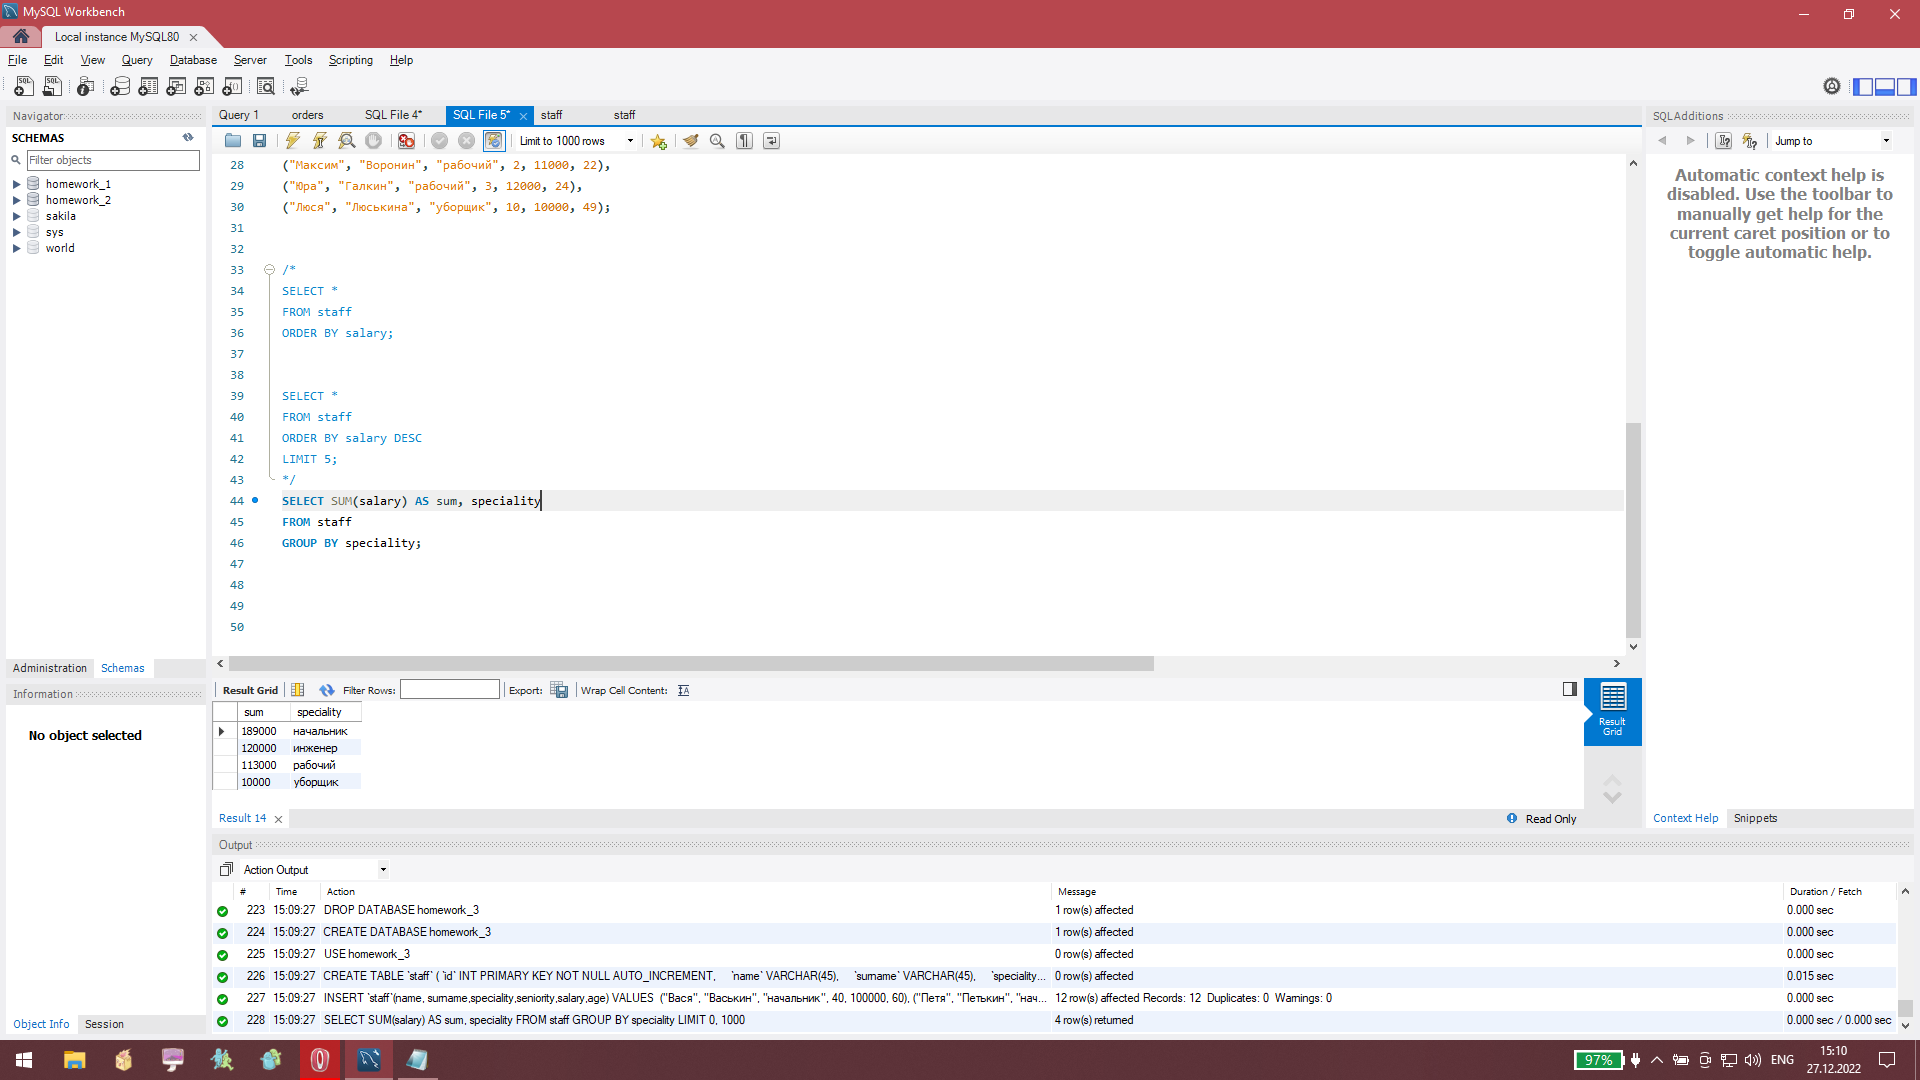 MySQL Workbench
Local instance MySQL80
File Edit View Query Database Server Tools Scripting Help
Navigator
SCHEMAS
Filter objects
homework_1
homework_2
sakila
sys
world
Administration Schemas
Information
No object selected
Object Info Session
Query 1 orders SQL File 4* SQL File 5* staff staff
Limit to 1000 rows
28 ("Максим", "Воронин", "рабочий", 2, 11000, 22),
29 ("Юра", "Галкин", "рабочий", 3, 12000, 24),
30 ("Люся", "Люськина", "уборщик", 10, 10000, 49);
31
32
33 /*
34 SELECT *
35 FROM staff
36 ORDER BY salary;
37
38
39 SELECT *
40 FROM staff
41 ORDER BY salary DESC
42 LIMIT 5;
43 */
44 SELECT SUM(salary) AS sum, speciality
45 FROM staff
46 GROUP BY speciality;
47
48
49
50
Result Grid Filter Rows: Export: Wrap Cell Content:
sum speciality
189000 начальник
120000 инженер
113000 рабочий
10000 уборщик
Result Grid
Result 14
Read Only
SQLAdditions
Jump to
Automatic context help is
disabled. Use the toolbar to
manually get help for the
current caret position or to
toggle automatic help.
Context Help Snippets
Output
Action Output
# Time Action Message Duration / Fetch
223 15:09:27 DROP DATABASE homework_3 1 row(s) affected 0.000 sec
224 15:09:27 CREATE DATABASE homework_3 1 row(s) affected 0.000 sec
225 15:09:27 USE homework_3 0 row(s) affected 0.000 sec
226 15:09:27 CREATE TABLE `staff` ( `id` INT PRIMARY KEY NOT NULL AUTO_INCREMENT, `name` VARCHAR(45), `surname` VARCHAR(45), `speciality... 0 row(s) affected 0.015 sec
227 15:09:27 INSERT `staff`(name, surname,speciality,seniority,salary,age) VALUES ("Вася", "Васькин", "начальник", 40, 100000, 60), ("Петя", "Петькин", "нач... 12 row(s) affected Records: 12 Duplicates: 0 Warnings: 0 0.000 sec
228 15:09:27 SELECT SUM(salary) AS sum, speciality FROM staff GROUP BY speciality LIMIT 0, 1000 4 row(s) returned 0.000 sec / 0.000 sec
97% ENG 15:10
27.12.2022